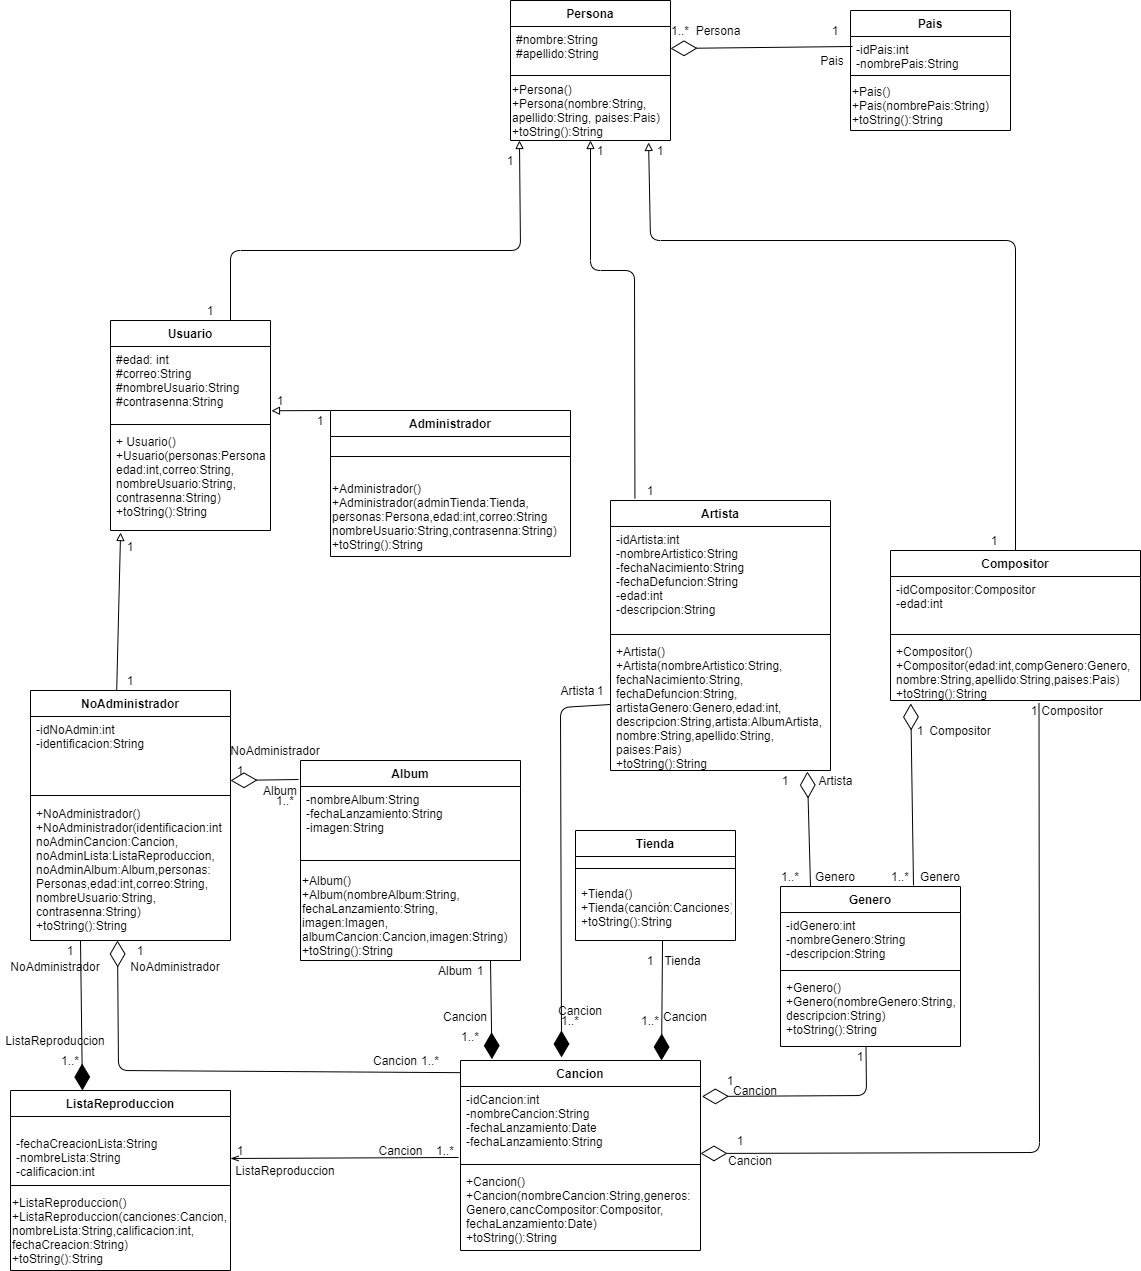 Persona
#nombre:String
#apellido:String
+Persona()
+Persona(nombre:String,
apellido:String, paises:Pais)
+toString():String
1..* Persona
1
Pais
Pais
-idPais:int
-nombrePais:String
+Pais()
+Pais(nombrePais:String)
+toString():String
1
1
1
1
Usuario
#edad: int
#correo:String
#nombreUsuario:String
#contrasenna:String
+ Usuario()
+Usuario(personas:Persona
edad:int,correo:String,
nombreUsuario:String,
contrasenna:String)
+toString():String
1
1
Administrador
+Administrador()
+Administrador(adminTienda:Tienda,
personas:Persona,edad:int,correo:String
nombreUsuario:String,contrasenna:String)
+toString():String
1
1
1
Artista
-idArtista:int
-nombreArtistico:String
-fechaNacimiento:String
-fechaDefuncion:String
-edad:int
-descripcion:String
+Artista()
+Artista(nombreArtistico:String,
fechaNacimiento:String,
fechaDefuncion:String,
artistaGenero:Genero,edad:int,
descripcion:String,artista:AlbumArtista,
nombre:String,apellido:String,
paises:Pais)
+toString():String
1
Compositor
-idCompositor:Compositor
-edad:int
+Compositor()
+Compositor(edad:int,compGenero:Genero,
nombre:String,apellido:String,paises:Pais)
+toString():String
NoAdministrador
-idNoAdmin:int
-identificacion:String
+NoAdministrador()
+NoAdministrador(identificacion:int
noAdminCancion:Cancion,
noAdminLista:ListaReproduccion,
noAdminAlbum:Album,personas:
Personas,edad:int,correo:String,
nombreUsuario:String,
contrasenna:String)
+toString():String
NoAdministrador
1
Album
1..*
Album
-nombreAlbum:String
-fechaLanzamiento:String
-imagen:String
+Album()
+Album(nombreAlbum:String,
fechaLanzamiento:String,
imagen:Imagen,
albumCancion:Cancion,imagen:String)
+toString():String
Artista 1
1 Compositor
1 Compositor
1 Artista
1..* Genero
1..* Genero
Tienda
+Tienda()
+Tienda(canción:Canciones)
+toString():String
Genero
-idGenero:int
-nombreGenero:String
-descripcion:String
+Genero()
+Genero(nombreGenero:String,
descripcion:String)
+toString():String
1
NoAdministrador
1
NoAdministrador
Album 1
1 Tienda
Cancion
1..*
Cancion
1..*
1..* Cancion
ListaReproduccion
1..*
Cancion 1..*
1
1
Cancion
ListaReproduccion
-fechaCreacionLista:String
-nombreLista:String
-calificacion:int
+ListaReproduccion()
+ListaReproduccion(canciones:Cancion,
nombreLista:String,calificacion:int,
fechaCreacion:String)
+toString():String
1
ListaReproduccion
Cancion 1..*
Cancion
-idCancion:int
-nombreCancion:String
-fechaLanzamiento:Date
-fechaLanzamiento:String
+Cancion()
+Cancion(nombreCancion:String,generos:
Genero,cancCompositor:Compositor,
fechaLanzamiento:Date)
+toString():String
1
Cancion